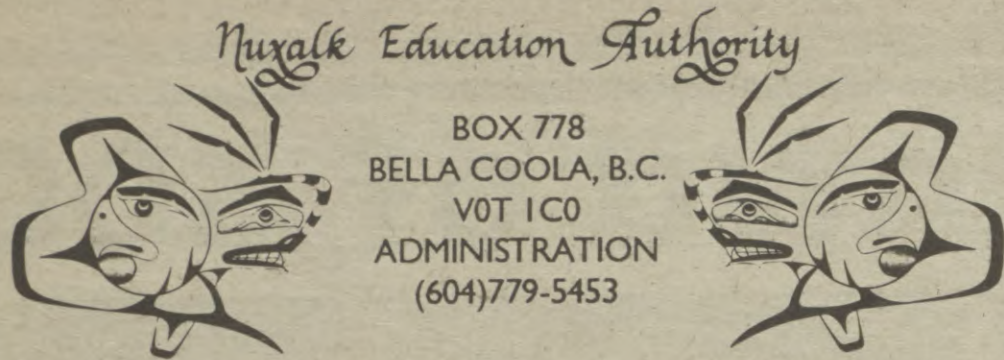 Nuxalk Education Authority
BOX 778
BELLA COOLA, B.C.
V0T 1C0
ADMINISTRATION
(604)779-5453